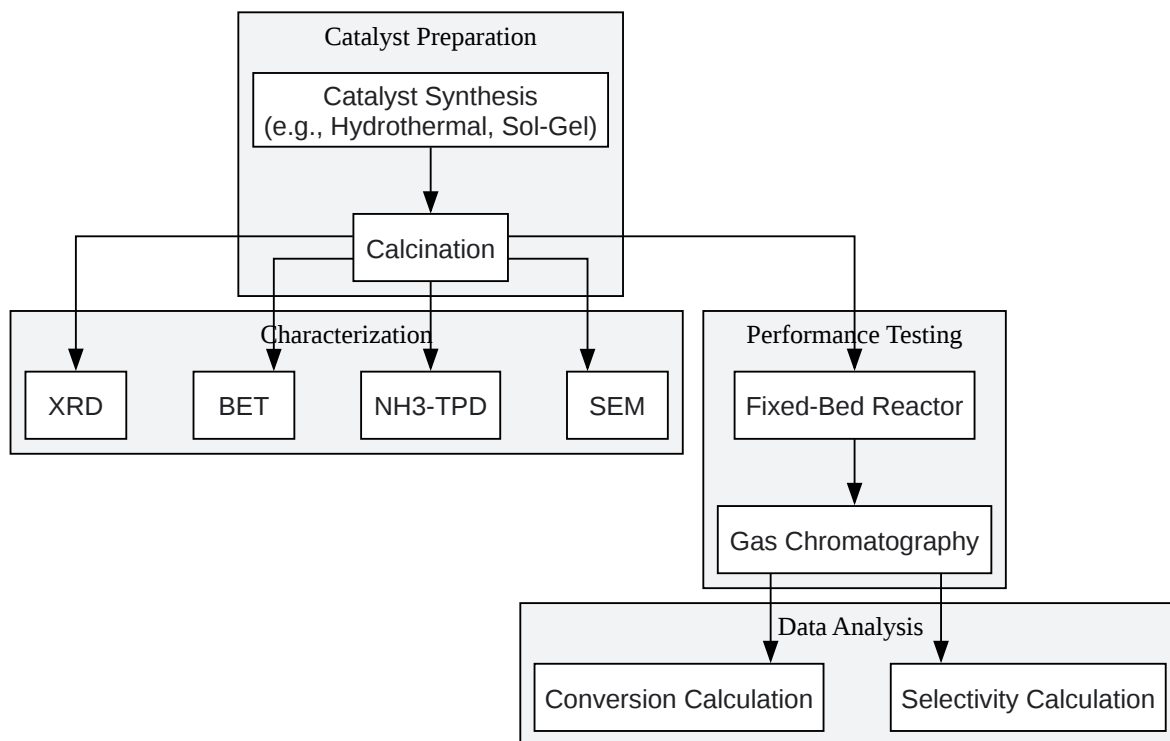 Catalyst Preparation
Catalyst Synthesis
(e.g., Hydrothermal, Sol-Gel)
Calcination
Characterization
XRD
BET
NH3-TPD
SEM
Performance Testing
Fixed-Bed Reactor
Gas Chromatography
Data Analysis
Conversion Calculation
Selectivity Calculation